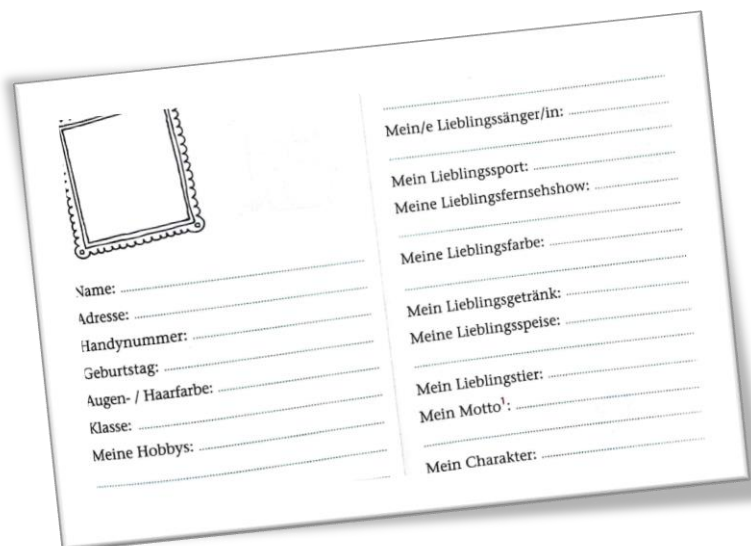 Name:
Adresse:
Handynummer:
Geburtstag:
Augen- / Haarfarbe:
Klasse:
Meine Hobbys:
Mein/e Lieblingssänger/in:
Mein Lieblingssport:
Meine Lieblingsfernsehshow:
Meine Lieblingsfarbe:
Mein Lieblingsgetränk:
Meine Lieblingsspeise:
Mein Lieblingstier:
Mein Motto¹:
Mein Charakter: